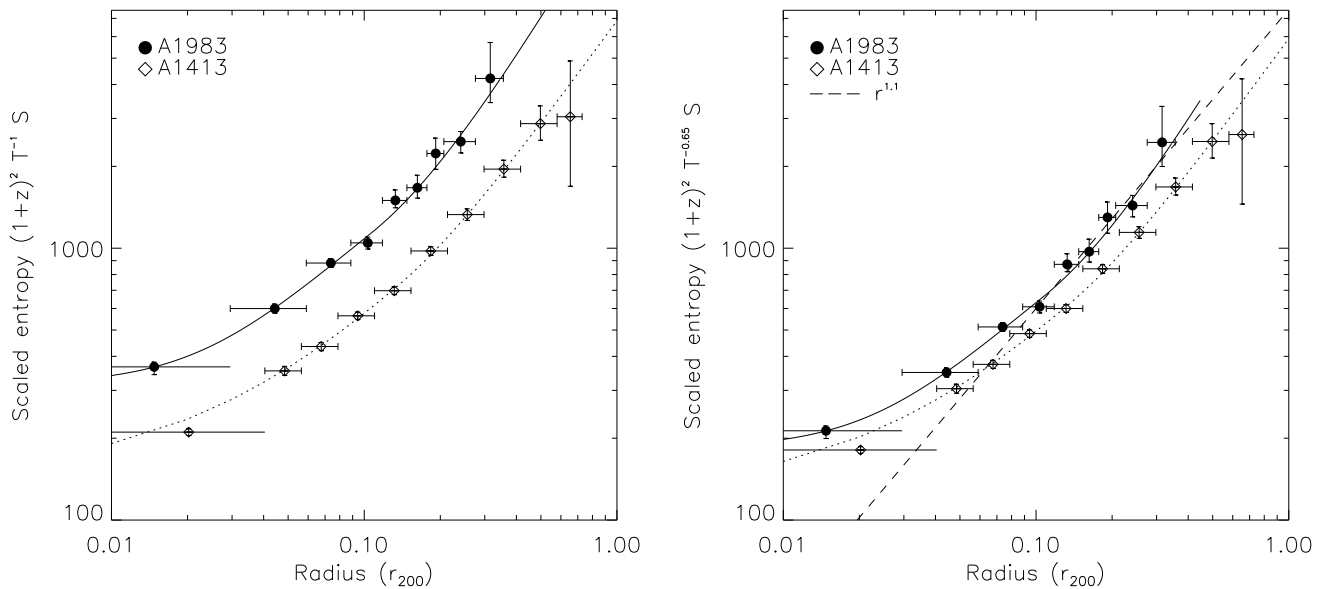 A1983
A1413
Scaled entropy (1+z)² T⁻¹ S
1000
100
0.01 0.10 1.00
Radius (r₂₀₀)
A1983
A1413
r¹·¹
Scaled entropy (1+z)² T⁻⁰·⁶⁵ S
1000
100
0.01 0.10 1.00
Radius (r₂₀₀)